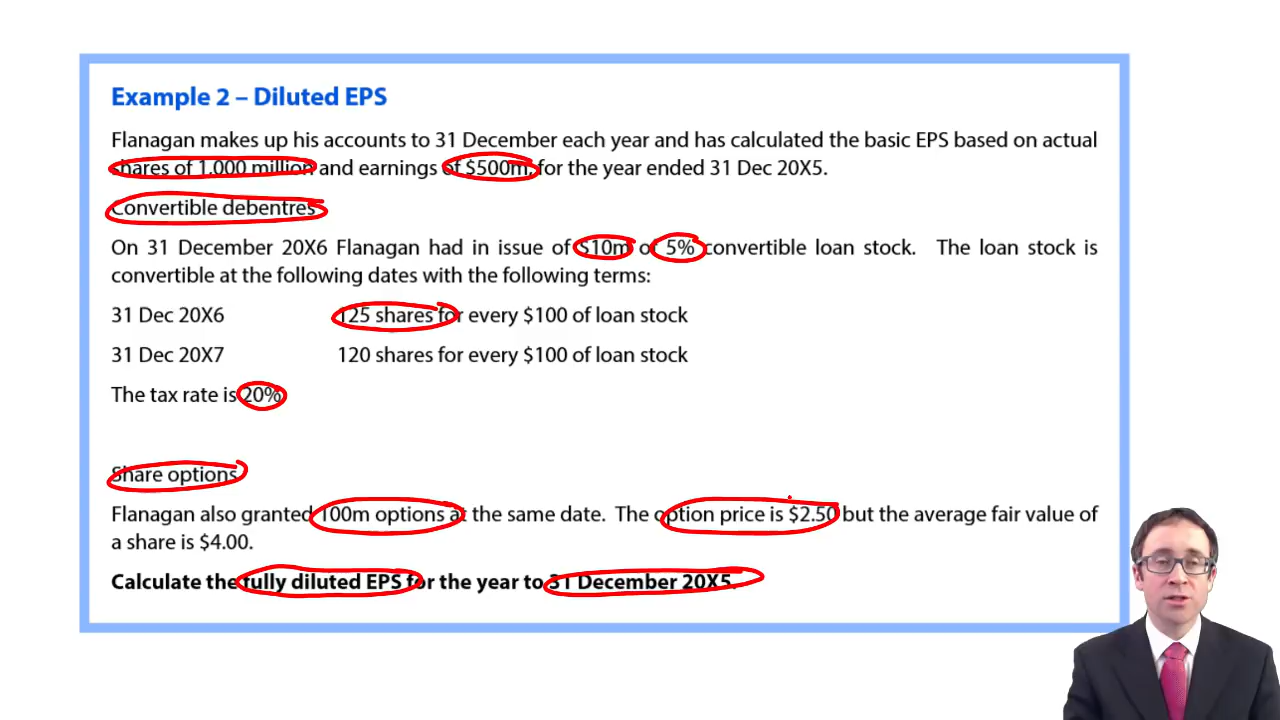 Example 2 – Diluted EPS
Flanagan makes up his accounts to 31 December each year and has calculated the basic EPS based on actual
shares of 1,000 million and earnings of $500m, for the year ended 31 Dec 20X5.
Convertible debentres
On 31 December 20X6 Flanagan had in issue of $10m of 5% convertible loan stock. The loan stock is
convertible at the following dates with the following terms:
31 Dec 20X6 125 shares for every $100 of loan stock
31 Dec 20X7 120 shares for every $100 of loan stock
The tax rate is 20%
Share options
Flanagan also granted 100m options at the same date. The option price is $2.50 but the average fair value of
a share is $4.00.
Calculate the fully diluted EPS for the year to 31 December 20X5.